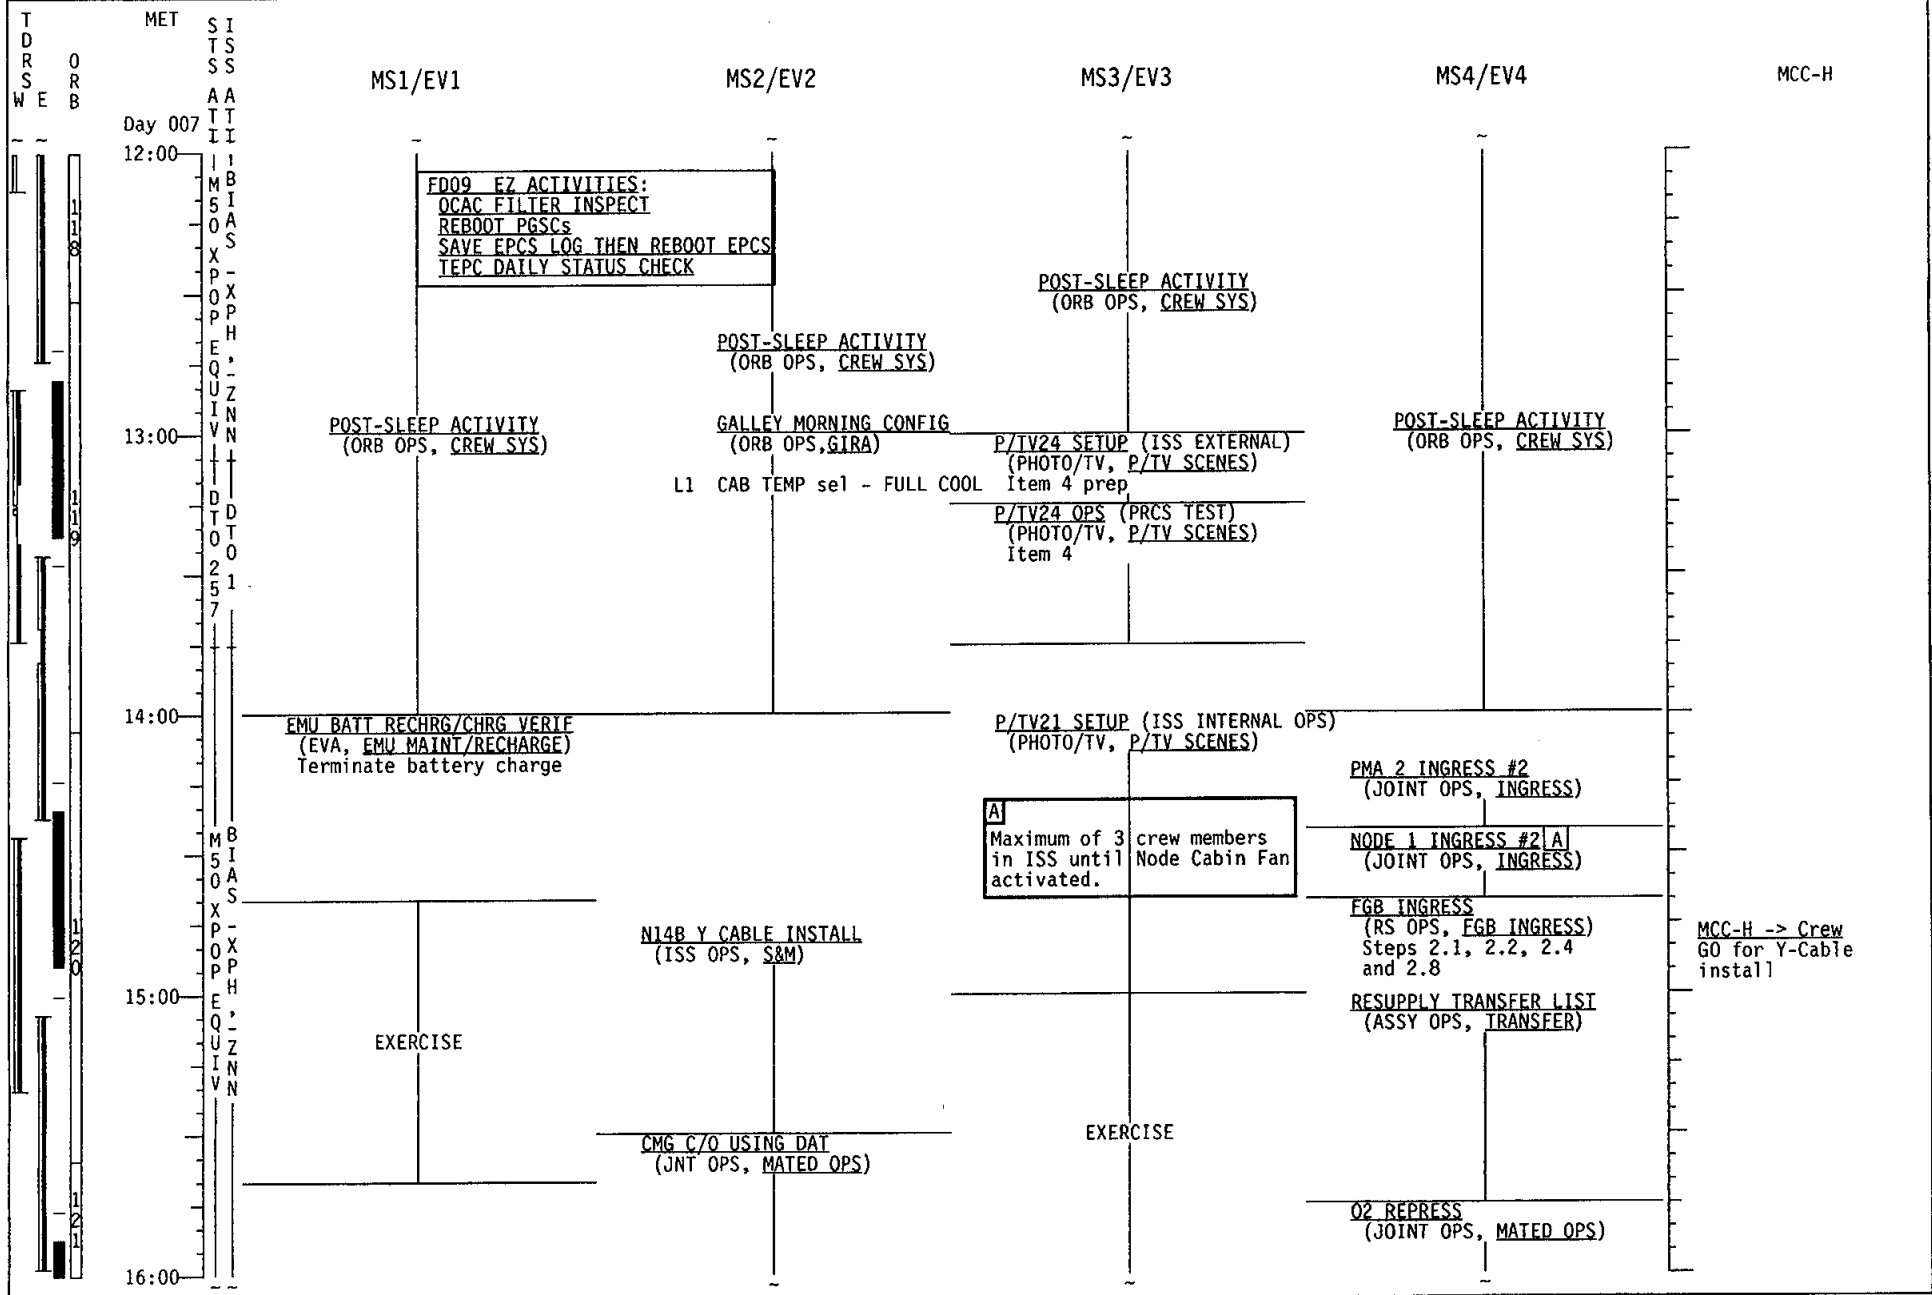 TDRS
W E
ORB
MET
STS ATT
ISS ATT
MS1/EV1
MS2/EV2
MS3/EV3
MS4/EV4
MCC-H
Day 007
12:00
13:00
14:00
15:00
16:00
118
119
120
121
M50 XPOP EQUIV
DTO 257
M50 XPOP EQUIV
BIAS -XPH,-ZNN
DTO 1
BIAS -XPH,-ZNN
FD09 EZ ACTIVITIES:
OCAC FILTER INSPECT
REBOOT PGSCs
SAVE EPCS LOG THEN REBOOT EPCS
TEPC DAILY STATUS CHECK
POST-SLEEP ACTIVITY
(ORB OPS, CREW SYS)
EMU BATT RECHRG/CHRG VERIF
(EVA, EMU MAINT/RECHARGE)
Terminate battery charge
EXERCISE
POST-SLEEP ACTIVITY
(ORB OPS, CREW SYS)
GALLEY MORNING CONFIG
(ORB OPS,GIRA)
L1 CAB TEMP sel - FULL COOL
N14B Y CABLE INSTALL
(ISS OPS, S&M)
CMG C/O USING DAT
(JNT OPS, MATED OPS)
POST-SLEEP ACTIVITY
(ORB OPS, CREW SYS)
P/TV24 SETUP (ISS EXTERNAL)
(PHOTO/TV, P/TV SCENES)
Item 4 prep
P/TV24 OPS (PRCS TEST)
(PHOTO/TV, P/TV SCENES)
Item 4
P/TV21 SETUP (ISS INTERNAL OPS)
(PHOTO/TV, P/TV SCENES)
A
Maximum of 3 crew members
in ISS until Node Cabin Fan
activated.
EXERCISE
POST-SLEEP ACTIVITY
(ORB OPS, CREW SYS)
PMA 2 INGRESS #2
(JOINT OPS, INGRESS)
NODE 1 INGRESS #2 A
(JOINT OPS, INGRESS)
FGB INGRESS
(RS OPS, FGB INGRESS)
Steps 2.1, 2.2, 2.4
and 2.8
RESUPPLY TRANSFER LIST
(ASSY OPS, TRANSFER)
O2 REPRESS
(JOINT OPS, MATED OPS)
MCC-H -> Crew
GO for Y-Cable
install